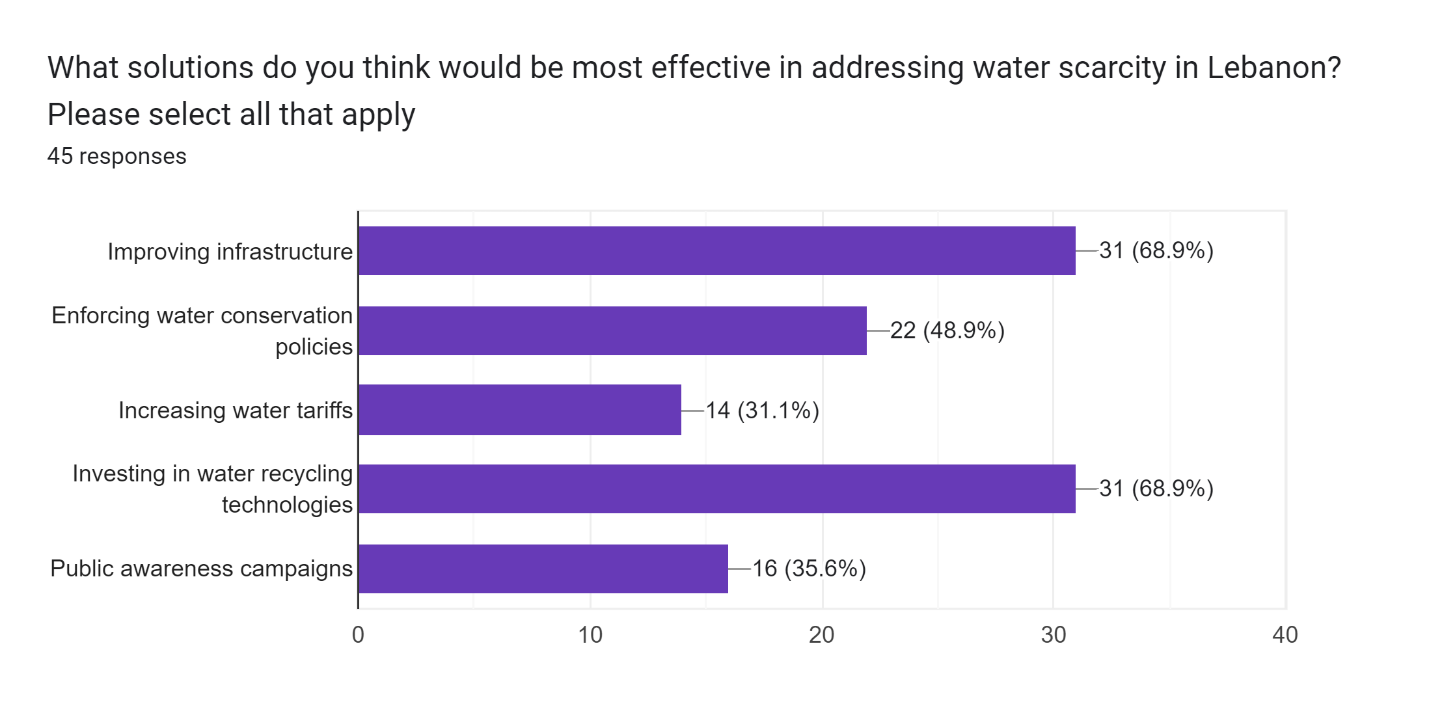 What solutions do you think would be most effective in addressing water scarcity in Lebanon?
Please select all that apply
45 responses
Improving infrastructure
31 (68.9%)
Enforcing water conservation
policies
22 (48.9%)
Increasing water tariffs
14 (31.1%)
Investing in water recycling
technologies
31 (68.9%)
Public awareness campaigns
16 (35.6%)
0
10
20
30
40